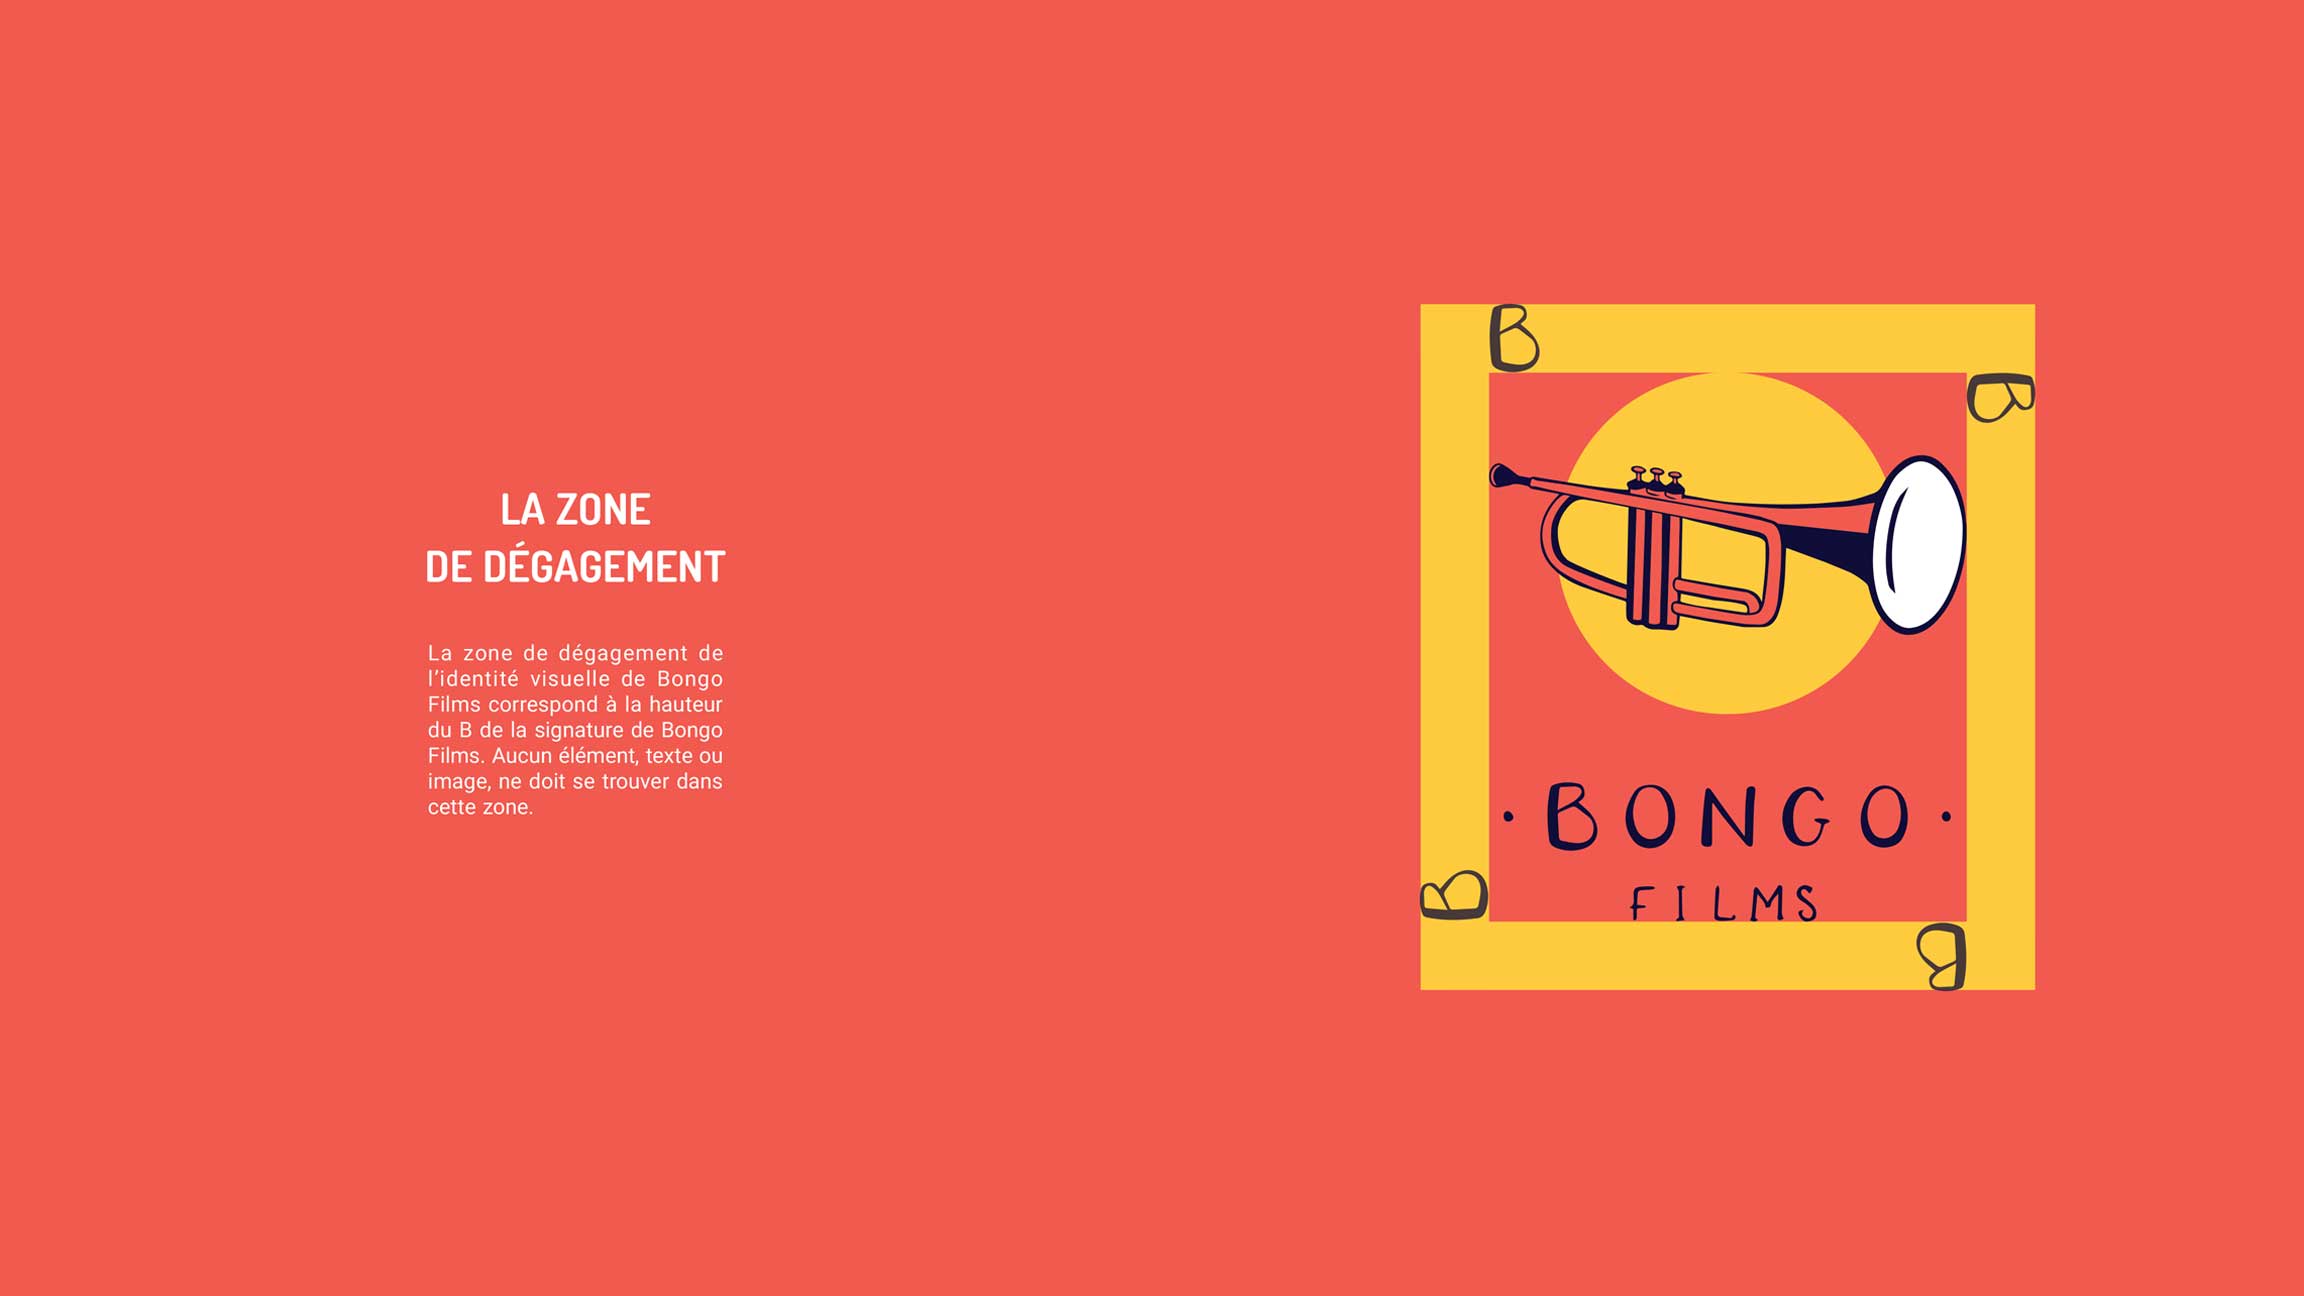 LA ZONE
DE DÉGAGEMENT
La zone de dégagement de
l’identité visuelle de Bongo
Films correspond à la hauteur
du B de la signature de Bongo
Films. Aucun élément, texte ou
image, ne doit se trouver dans
cette zone.
B
B
· BONGO ·
B
FILMS
B